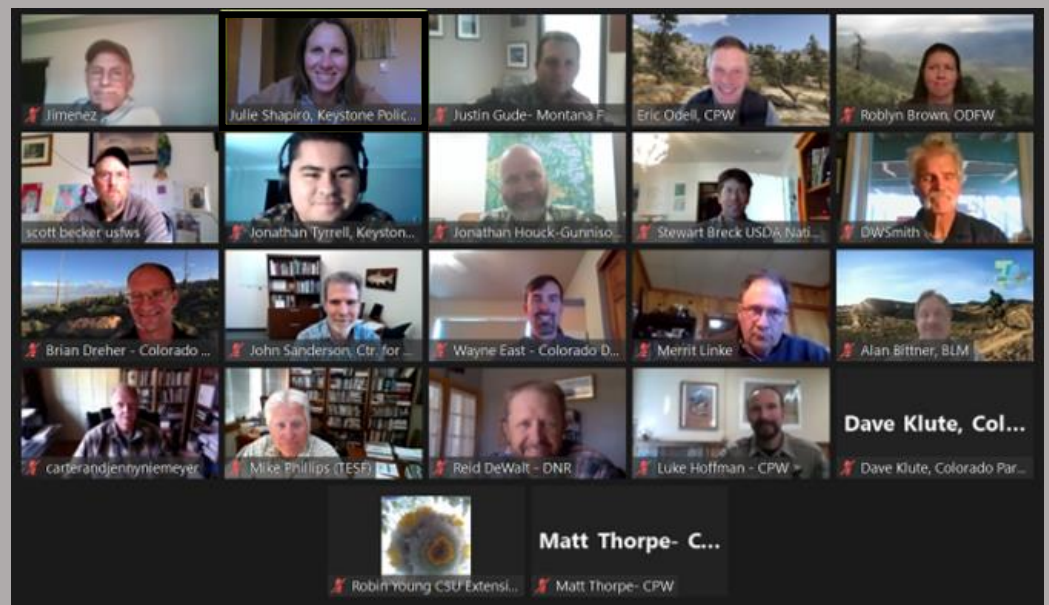 Jimenez
Julie Shapiro, Keystone Polic...
Justin Gude- Montana F...
Eric Odell, CPW
Roblyn Brown, ODFW
scott becker usfws
Jonathan Tyrrell, Keyston...
Jonathan Houck-Gunniso...
Stewart Breck USDA Nati...
DWSmith
Brian Dreher - Colorado ...
John Sanderson, Ctr. for ...
Wayne East - Colorado D...
Merrit Linke
Alan Bittner, BLM
carterandjennyniemeyer
Mike Phillips (TESF)
Reid DeWalt - DNR
Luke Hoffman - CPW
Dave Klute, Col...
Dave Klute, Colorado Par...
Robin Young CSU Extensi...
Matt Thorpe- C...
Matt Thorpe- CPW